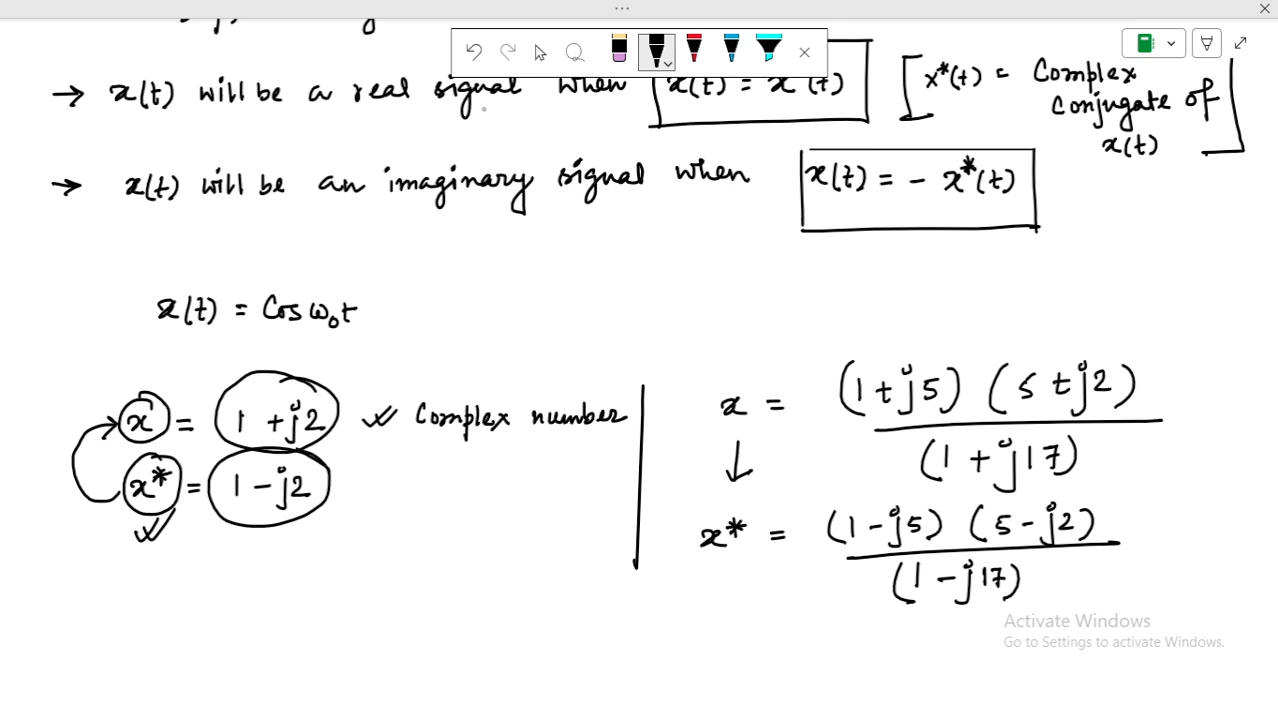 → x(t) will be a real signal when x(t) = x*(t) [x*(t) = Complex Conjugate of x(t)]
→ x(t) will be an imaginary signal when x(t) = - x*(t)
x(t) = Cos ω₀t
x = 1 + j2 ✓ Complex number
x* = 1 - j2
x = (1 + j5) (5 + j2) / (1 + j17)
↓
x* = (1 - j5) (5 - j2) / (1 - j17)
Activate Windows
Go to Settings to activate Windows.